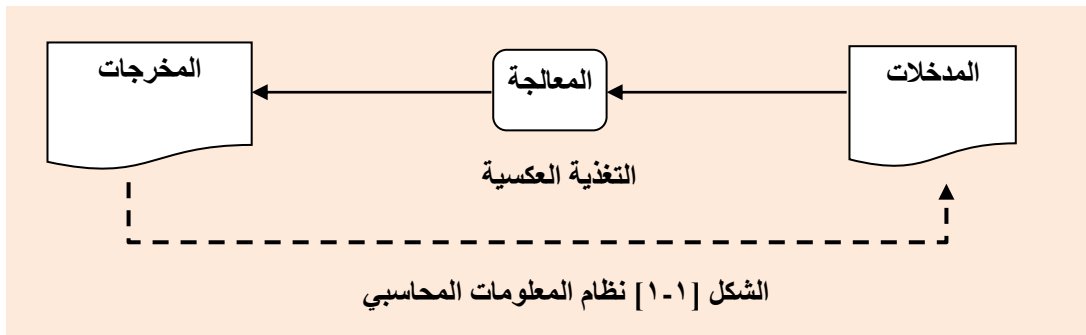 المدخلات
المعالجة
المخرجات
التغذية العكسية
الشكل [١-١] نظام المعلومات المحاسبي